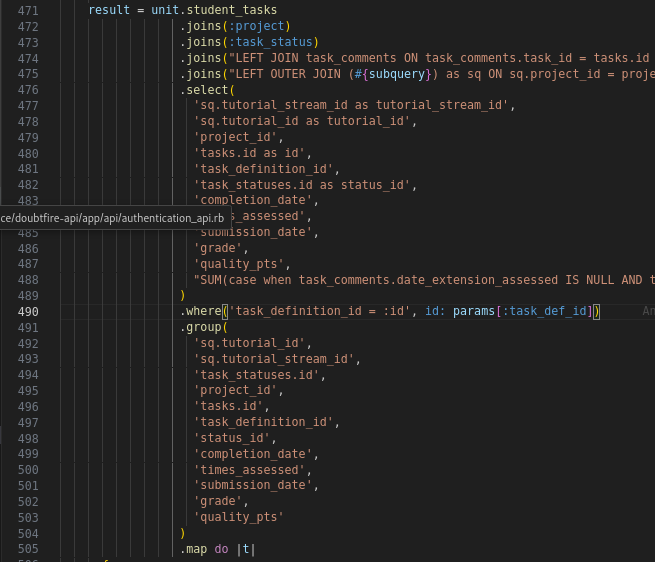 471 result = unit.student_tasks
472 .joins(:project)
473 .joins(:task_status)
474 .joins("LEFT JOIN task_comments ON task_comments.task_id = tasks.id
475 .joins("LEFT OUTER JOIN (#{subquery}) as sq ON sq.project_id = proje
476 .select(
477 'sq.tutorial_stream_id as tutorial_stream_id',
478 'sq.tutorial_id as tutorial_id',
479 'project_id',
480 'tasks.id as id',
481 'task_definition_id',
482 'task_statuses.id as status_id',
483 'completion_date',
ce/doubtfire-api/app/api/authentication_api.rb s_assessed',
485 'submission_date',
486 'grade',
487 'quality_pts',
488 "SUM(case when task_comments.date_extension_assessed IS NULL AND t
489 )
490 .where('task_definition_id = :id', id: params[:task_def_id]) An
491 .group(
492 'sq.tutorial_id',
493 'sq.tutorial_stream_id',
494 'task_statuses.id',
495 'project_id',
496 'tasks.id',
497 'task_definition_id',
498 'status_id',
499 'completion_date',
500 'times_assessed',
501 'submission_date',
502 'grade',
503 'quality_pts'
504 )
505 .map do |t|